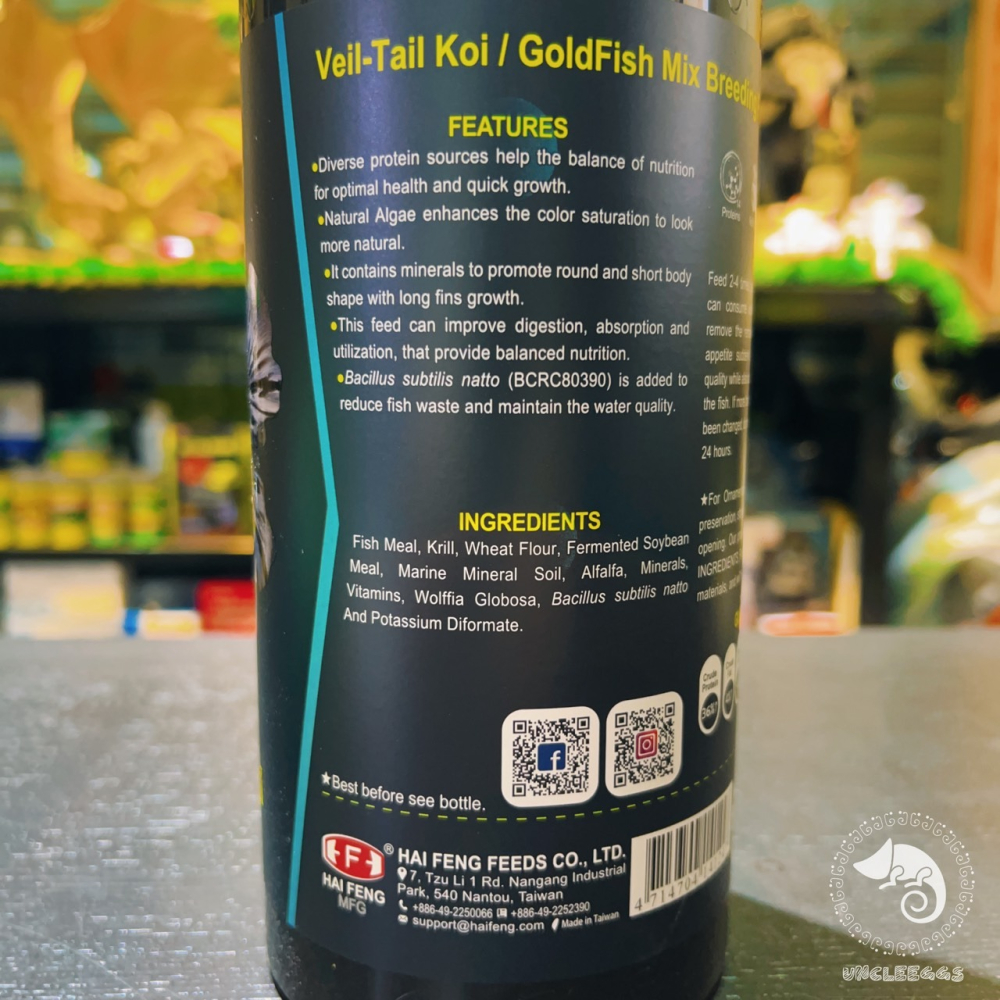 Veil-Tail Koi / GoldFish Mix Breeding
FEATURES
•Diverse protein sources help the balance of nutrition
for optimal health and quick growth.
•Natural Algae enhances the color saturation to look
more natural.
•It contains minerals to promote round and short body
shape with long fins growth.
•This feed can improve digestion, absorption and
utilization, that provide balanced nutrition.
•Bacillus subtilis natto (BCRC80390) is added to
reduce fish waste and maintain the water quality.
INGREDIENTS
Fish Meal, Krill, Wheat Flour, Fermented Soybean
Meal, Marine Mineral Soil, Alfalfa, Minerals,
Vitamins, Wolffia Globosa, Bacillus subtilis natto
And Potassium Diformate.
★Best before see bottle.
HF®
HAI FENG
MFG
HAI FENG FEEDS CO., LTD.
7, Tzu Li 1 Rd. Nangang Industrial
Park, 540 Nantou, Taiwan
+886-49-2250066 +886-49-2252390
support@haifeng.com Made in Taiwan
4 714704
Proteins
Feed 2-4
can
remove the
appetite
quality
the fish. If
been changed
24 hours.
★For
preservation
opening. Our
INGREDIENTS
materials, and
Crude
Protein
UNCLEEGGS